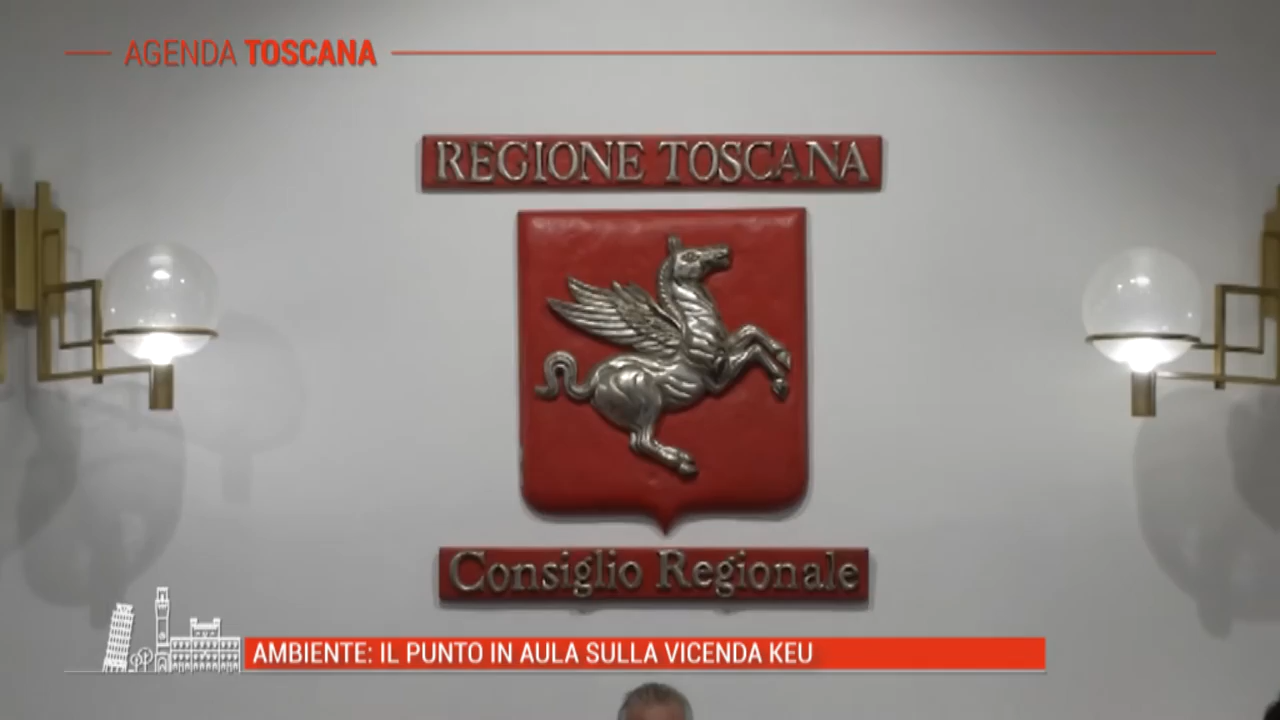 AGENDA TOSCANA
REGIONE TOSCANA
Consiglio Regionale
AMBIENTE: IL PUNTO IN AULA SULLA VICENDA KEU